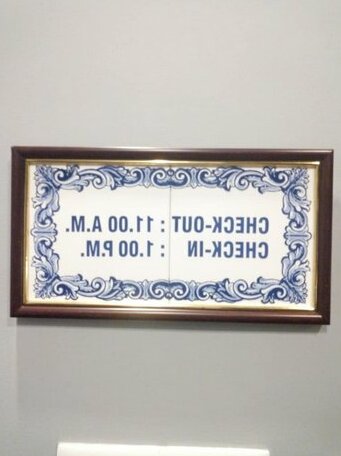 CHECK-OUT : 11.00 A.M.
CHECK-IN : 1.00 P.M.